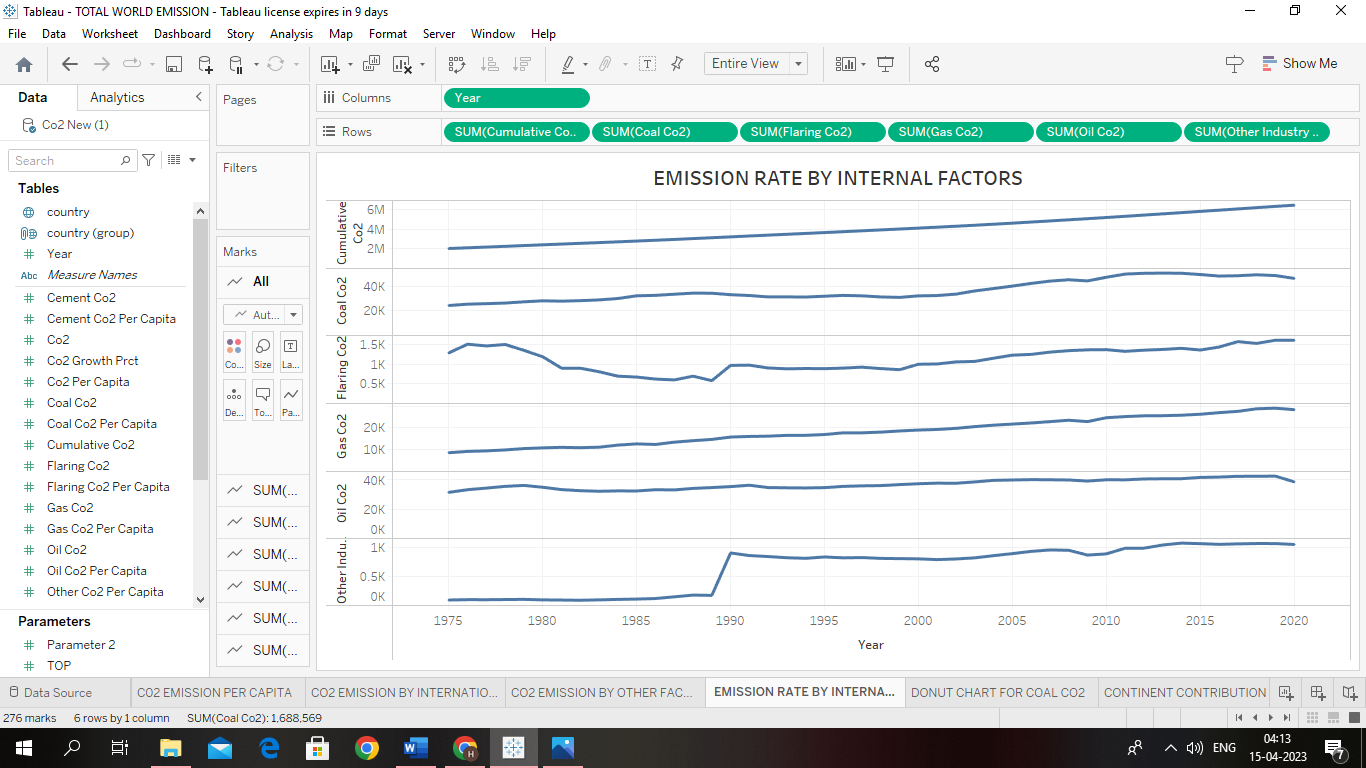 Tableau - TOTAL WORLD EMISSION - Tableau license expires in 9 days
File Data Worksheet Dashboard Story Analysis Map Format Server Window Help
Entire View
Show Me
Data Analytics
Co2 New (1)
Search
Tables
country
country (group)
Year
Abc Measure Names
Cement Co2
Cement Co2 Per Capita
Co2
Co2 Growth Prct
Co2 Per Capita
Coal Co2
Coal Co2 Per Capita
Cumulative Co2
Flaring Co2
Flaring Co2 Per Capita
Gas Co2
Gas Co2 Per Capita
Oil Co2
Oil Co2 Per Capita
Other Co2 Per Capita
Parameters
Parameter 2
TOP
Pages
Filters
Marks
All
Aut...
Co... Size La...
De... To... Pa...
SUM(...
SUM(...
SUM(...
SUM(...
SUM(...
SUM(...
Columns Year
Rows SUM(Cumulative Co.. SUM(Coal Co2) SUM(Flaring Co2) SUM(Gas Co2) SUM(Oil Co2) SUM(Other Industry ..
EMISSION RATE BY INTERNAL FACTORS
Cumulative
Co2
6M
4M
2M
Coal Co2
40K
20K
Flaring Co2
1.5K
1K
0.5K
Gas Co2
20K
10K
Oil Co2
40K
20K
0K
Other Indu..
1K
0.5K
0K
1975 1980 1985 1990 1995 2000 2005 2010 2015 2020
Year
Data Source CO2 EMISSION PER CAPITA CO2 EMISSION BY INTERNATIO... CO2 EMISSION BY OTHER FAC... EMISSION RATE BY INTERNA... DONUT CHART FOR COAL CO2 CONTINENT CONTRIBUTION
276 marks 6 rows by 1 column SUM(Coal Co2): 1,688,569
ENG
04:13
15-04-2023
7